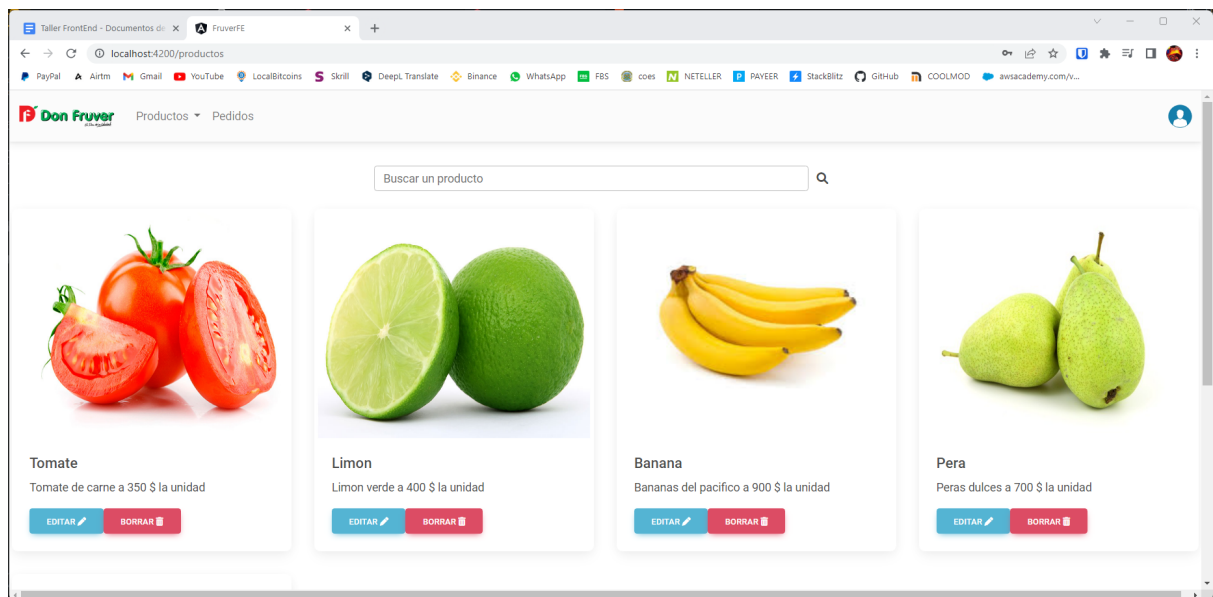 Taller FrontEnd - Documentos de
FruverFE
localhost:4200/productos
PayPal Airtm Gmail YouTube LocalBitcoins Skrill DeepL Translate Binance WhatsApp FBS coes NETELLER PAYEER StackBlitz GitHub COOLMOD awsacademy.com/v...
Don Fruver Productos Pedidos
Buscar un producto
Tomate
Tomate de carne a 350 $ la unidad
EDITAR BORRAR
Limon
Limon verde a 400 $ la unidad
EDITAR BORRAR
Banana
Bananas del pacifico a 900 $ la unidad
EDITAR BORRAR
Pera
Peras dulces a 700 $ la unidad
EDITAR BORRAR